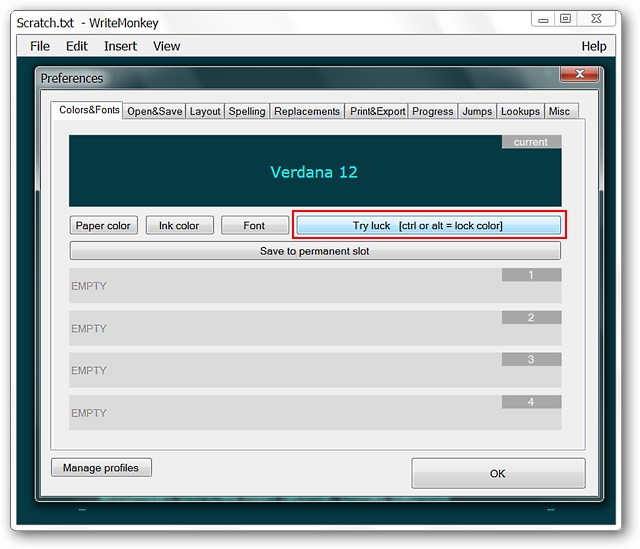 Scratch.txt - WriteMonkey
File Edit Insert View Help
Preferences
Colors&Fonts Open&Save Layout Spelling Replacements Print&Export Progress Jumps Lookups Misc
current
Verdana 12
Paper color Ink color Font Try luck [ctrl or alt = lock color]
Save to permanent slot
1
EMPTY
2
EMPTY
3
EMPTY
4
EMPTY
Manage profiles OK